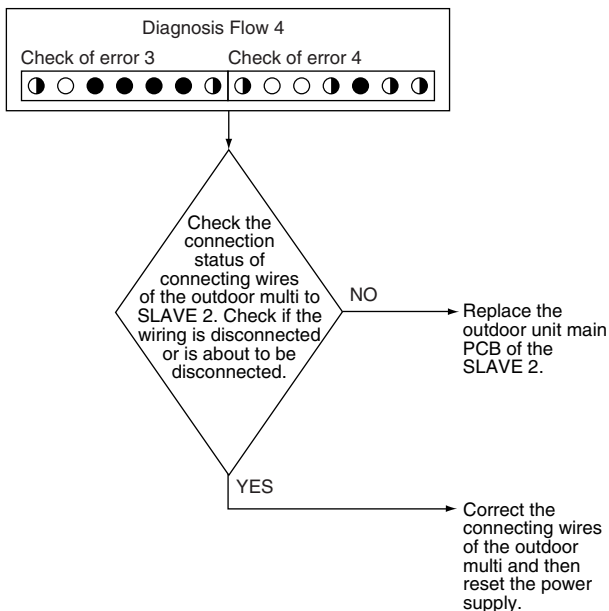 Diagnosis Flow 4
Check of error 3
Check of error 4
Check the
connection
status of
connecting wires
of the outdoor multi to
SLAVE 2. Check if the
wiring is disconnected
or is about to be
disconnected.
NO
Replace the
outdoor unit main
PCB of the
SLAVE 2.
YES
Correct the
connecting wires
of the outdoor
multi and then
reset the power
supply.